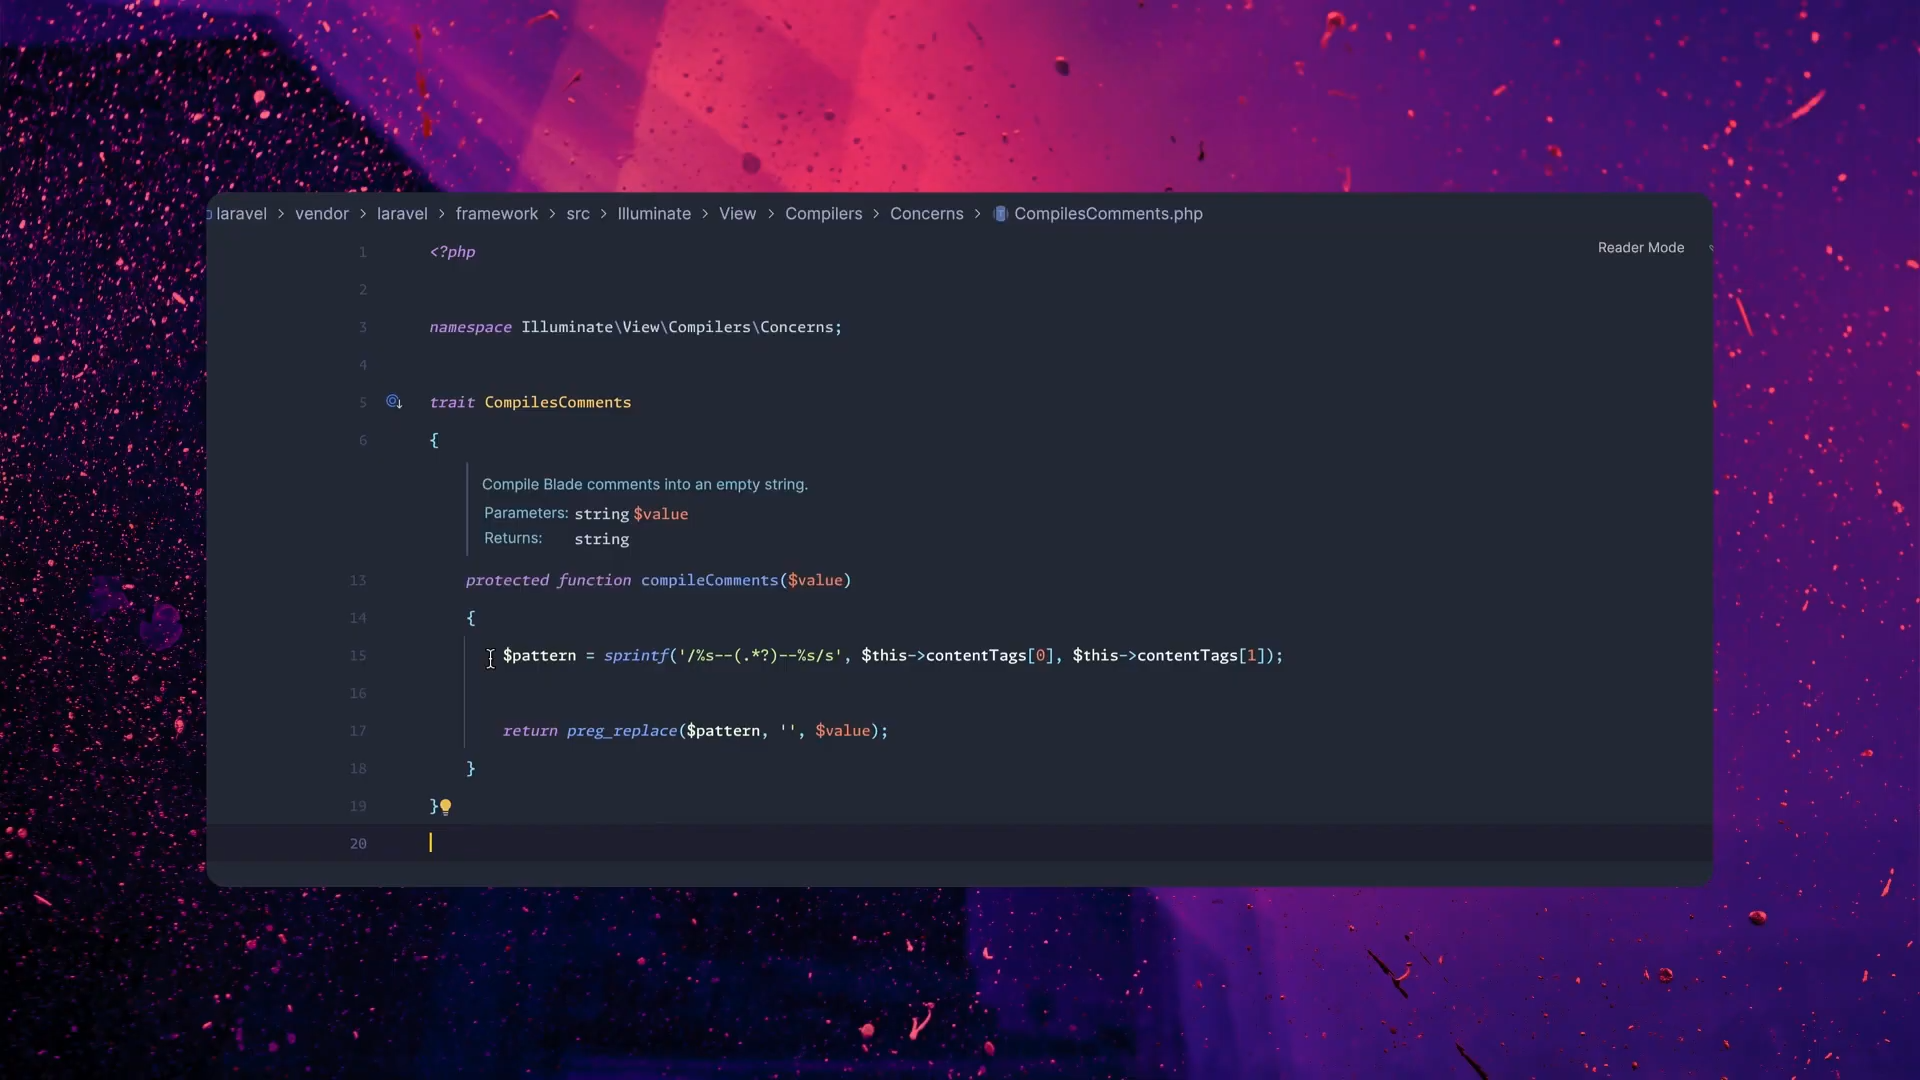 laravel > vendor > laravel > framework > src > Illuminate > View > Compilers > Concerns > CompilesComments.php
Reader Mode
1 <?php
2
3 namespace Illuminate\View\Compilers\Concerns;
4
5 trait CompilesComments
6 {
Compile Blade comments into an empty string.
Parameters: string $value
Returns: string
13 protected function compileComments($value)
14 {
15 $pattern = sprintf('/%s--(.*?)--%s/s', $this->contentTags[0], $this->contentTags[1]);
16
17 return preg_replace($pattern, '', $value);
18 }
19 }
20